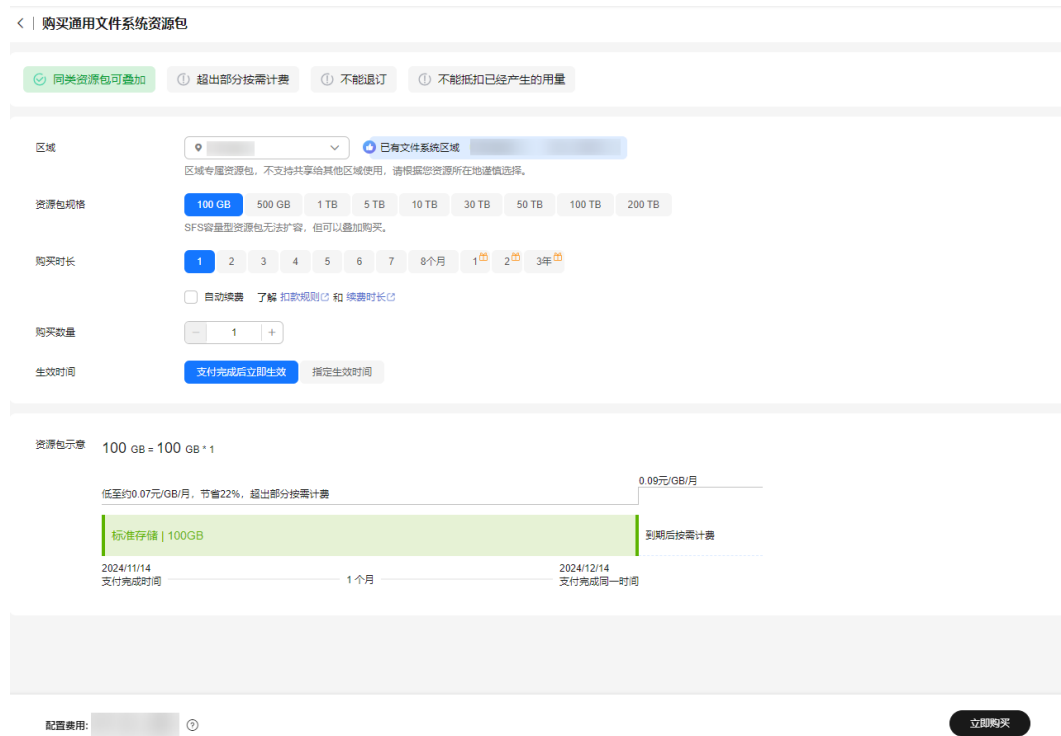 购买通用文件系统资源包
同类资源包可叠加 超出部分按需计费 不能退订 不能抵扣已经产生的用量
区域 已有文件系统区域
区域专属资源包，不支持共享给其他区域使用，请根据您资源所在地谨慎选择。
资源包规格 100 GB 500 GB 1 TB 5 TB 10 TB 30 TB 50 TB 100 TB 200 TB
SFS容量型资源包无法扩容，但可以叠加购买。
购买时长 1 2 3 4 5 6 7 8个月 1 2 3年
自动续费 了解 扣款规则 和 续费时长
购买数量 － 1 +
生效时间 支付完成后立即生效 指定生效时间
资源包示意 100 GB = 100 GB * 1
0.09元/GB/月
低至约0.07元/GB/月，节省22%，超出部分按需计费
标准存储 | 100GB 到期后按需计费
2024/11/14 2024/12/14
支付完成时间 1 个月 支付完成同一时间
配置费用: 立即购买